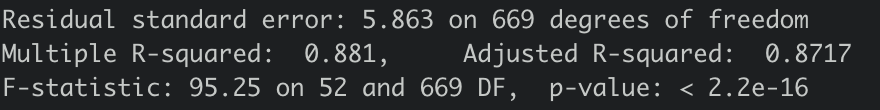 Residual standard error: 5.863 on 669 degrees of freedom
Multiple R-squared:  0.881,     Adjusted R-squared:  0.8717
F-statistic: 95.25 on 52 and 669 DF,  p-value: < 2.2e-16